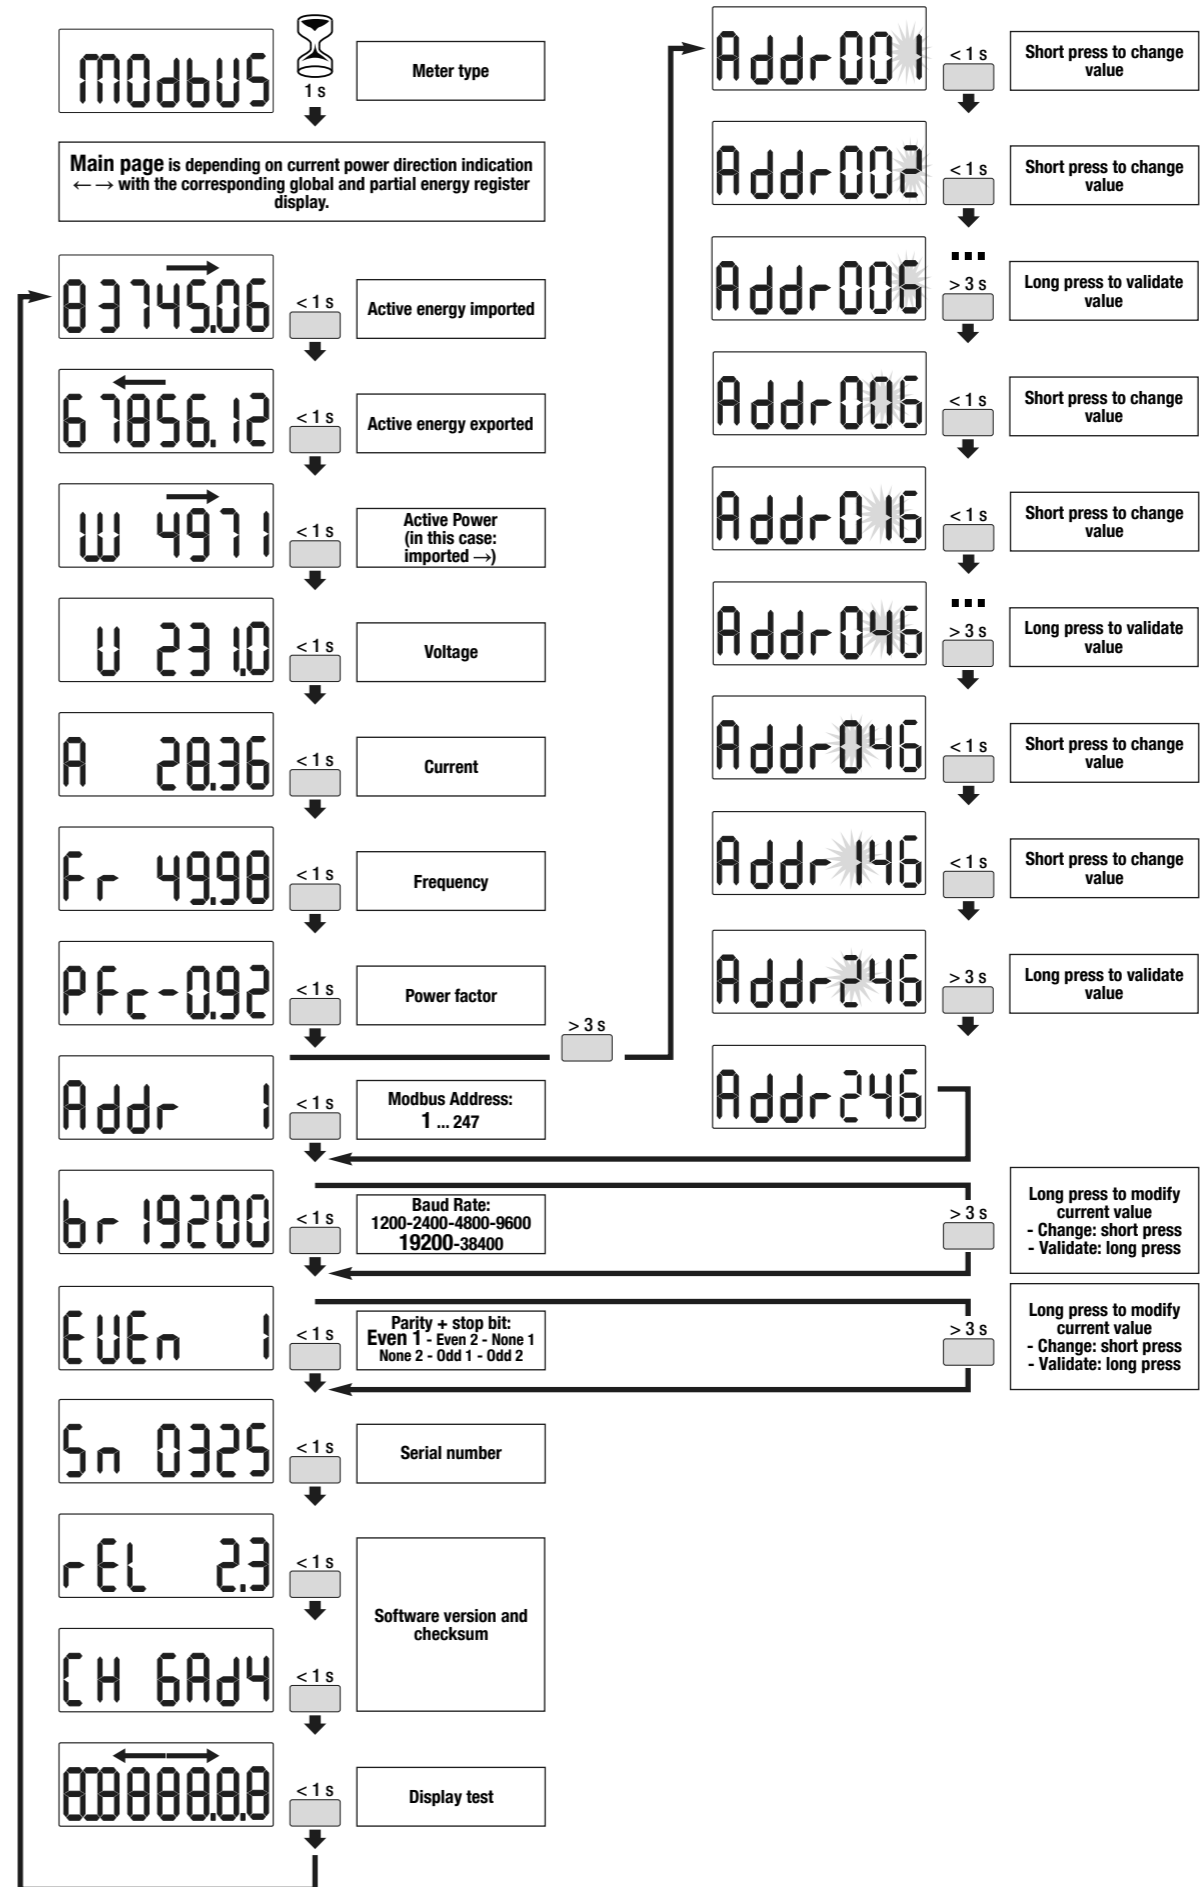 M0dbUS
1 s
Meter type
Main page is depending on current power direction indication
← → with the corresponding global and partial energy register
display.
83745.06
< 1 s
Active energy imported
67856.12
< 1 s
Active energy exported
W 4971
< 1 s
Active Power
(in this case:
imported →)
U 231.0
< 1 s
Voltage
A 28.36
< 1 s
Current
Fr 49.98
< 1 s
Frequency
PFc-0.92
< 1 s
Power factor
> 3 s
Addr 1
< 1 s
Modbus Address:
1 ... 247
br 19200
< 1 s
Baud Rate:
1200-2400-4800-9600
19200-38400
> 3 s
Long press to modify
current value
- Change: short press
- Validate: long press
EUEn 1
< 1 s
Parity + stop bit:
Even 1 - Even 2 - None 1
None 2 - Odd 1 - Odd 2
> 3 s
Long press to modify
current value
- Change: short press
- Validate: long press
Sn 0325
< 1 s
Serial number
rEL 2.3
< 1 s
Software version and
checksum
CH 6Ad4
< 1 s
88888.8.8
< 1 s
Display test
Addr001
< 1 s
Short press to change
value
Addr002
< 1 s
Short press to change
value
Addr006
...
> 3 s
Long press to validate
value
Addr006
< 1 s
Short press to change
value
Addr016
< 1 s
Short press to change
value
Addr046
...
> 3 s
Long press to validate
value
Addr046
< 1 s
Short press to change
value
Addr146
< 1 s
Short press to change
value
Addr246
> 3 s
Long press to validate
value
Addr246